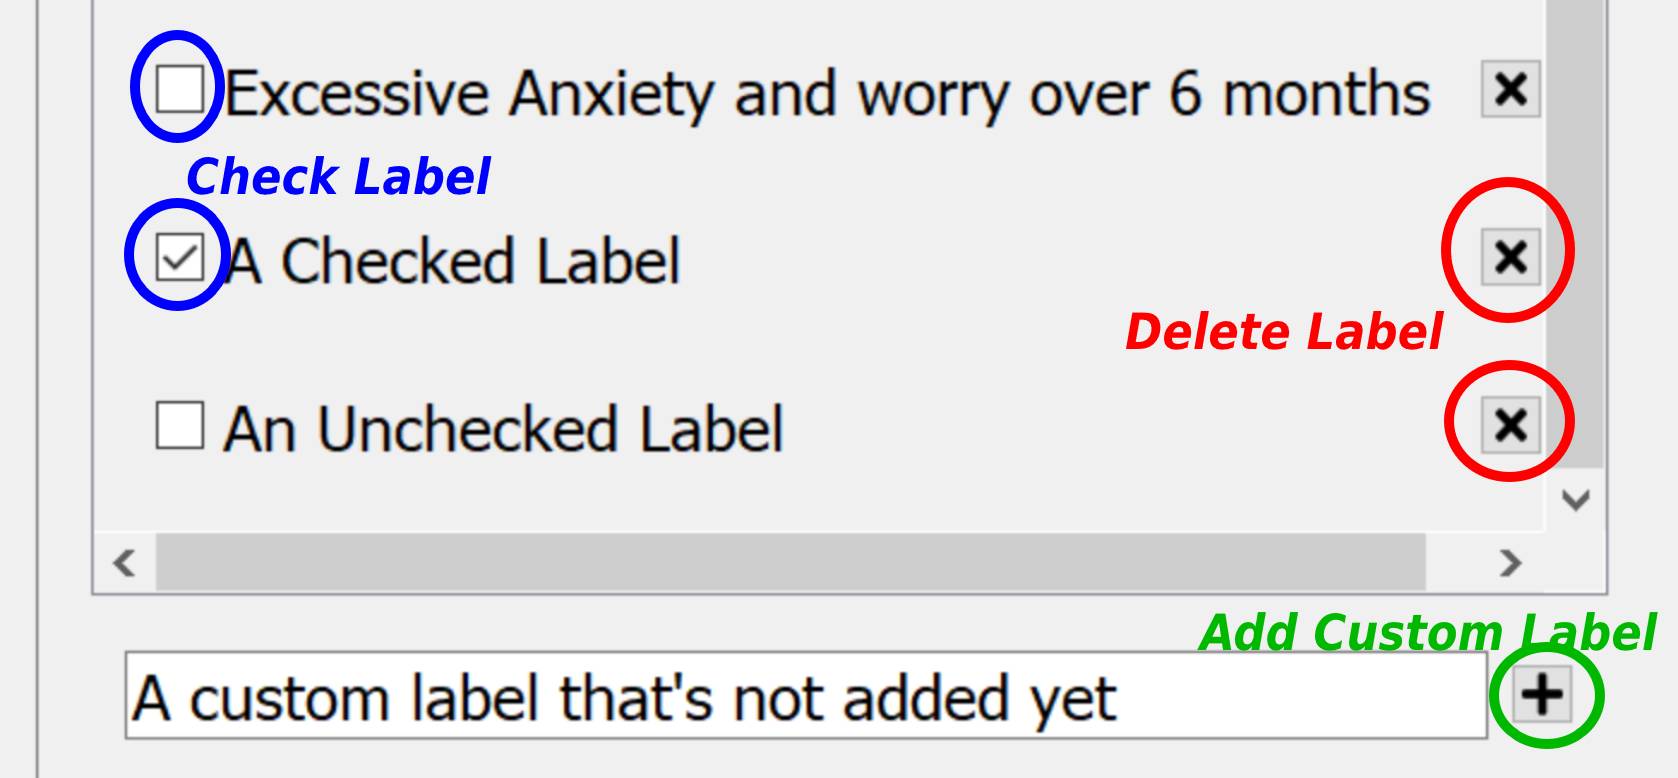 Excessive Anxiety and worry over 6 months
Check Label
A Checked Label
Delete Label
An Unchecked Label
Add Custom Label
A custom label that's not added yet